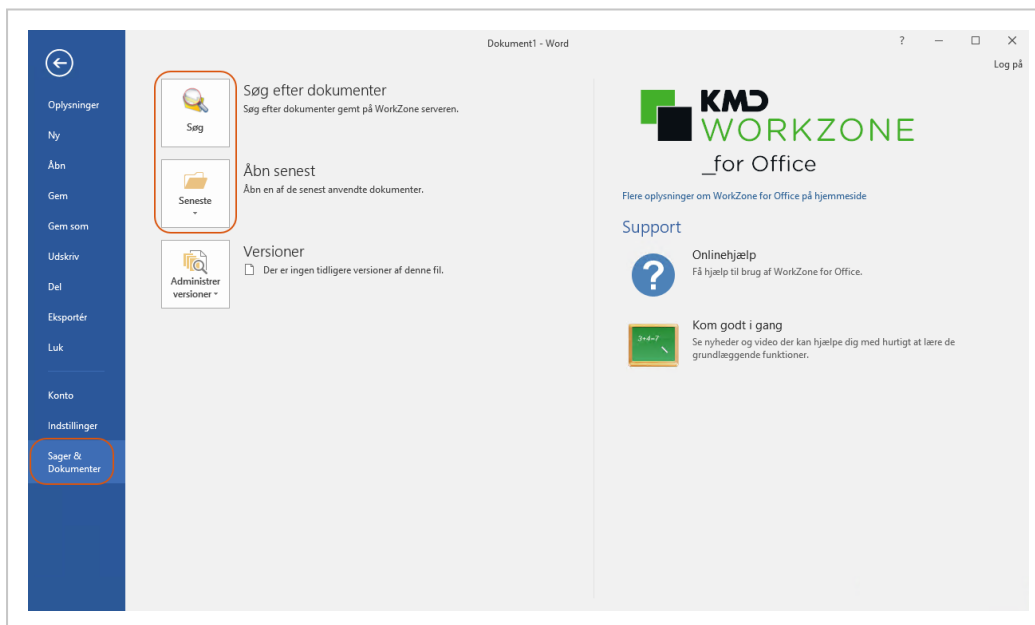 Dokument1 - Word
?
Log på
Oplysninger
Ny
Åbn
Gem
Gem som
Udskriv
Del
Eksportér
Luk
Konto
Indstillinger
Sager &
Dokumenter
Søg
Søg efter dokumenter
Søg efter dokumenter gemt på WorkZone serveren.
Seneste
Åbn senest
Åbn en af de senest anvendte dokumenter.
Administrer
versioner
Versioner
Der er ingen tidligere versioner af denne fil.
KMD
WORKZONE
_for Office
Flere oplysninger om WorkZone for Office på hjemmeside
Support
?
Onlinehjælp
Få hjælp til brug af WorkZone for Office.
3+4=7
Kom godt i gang
Se nyheder og video der kan hjælpe dig med hurtigt at lære de
grundlæggende funktioner.